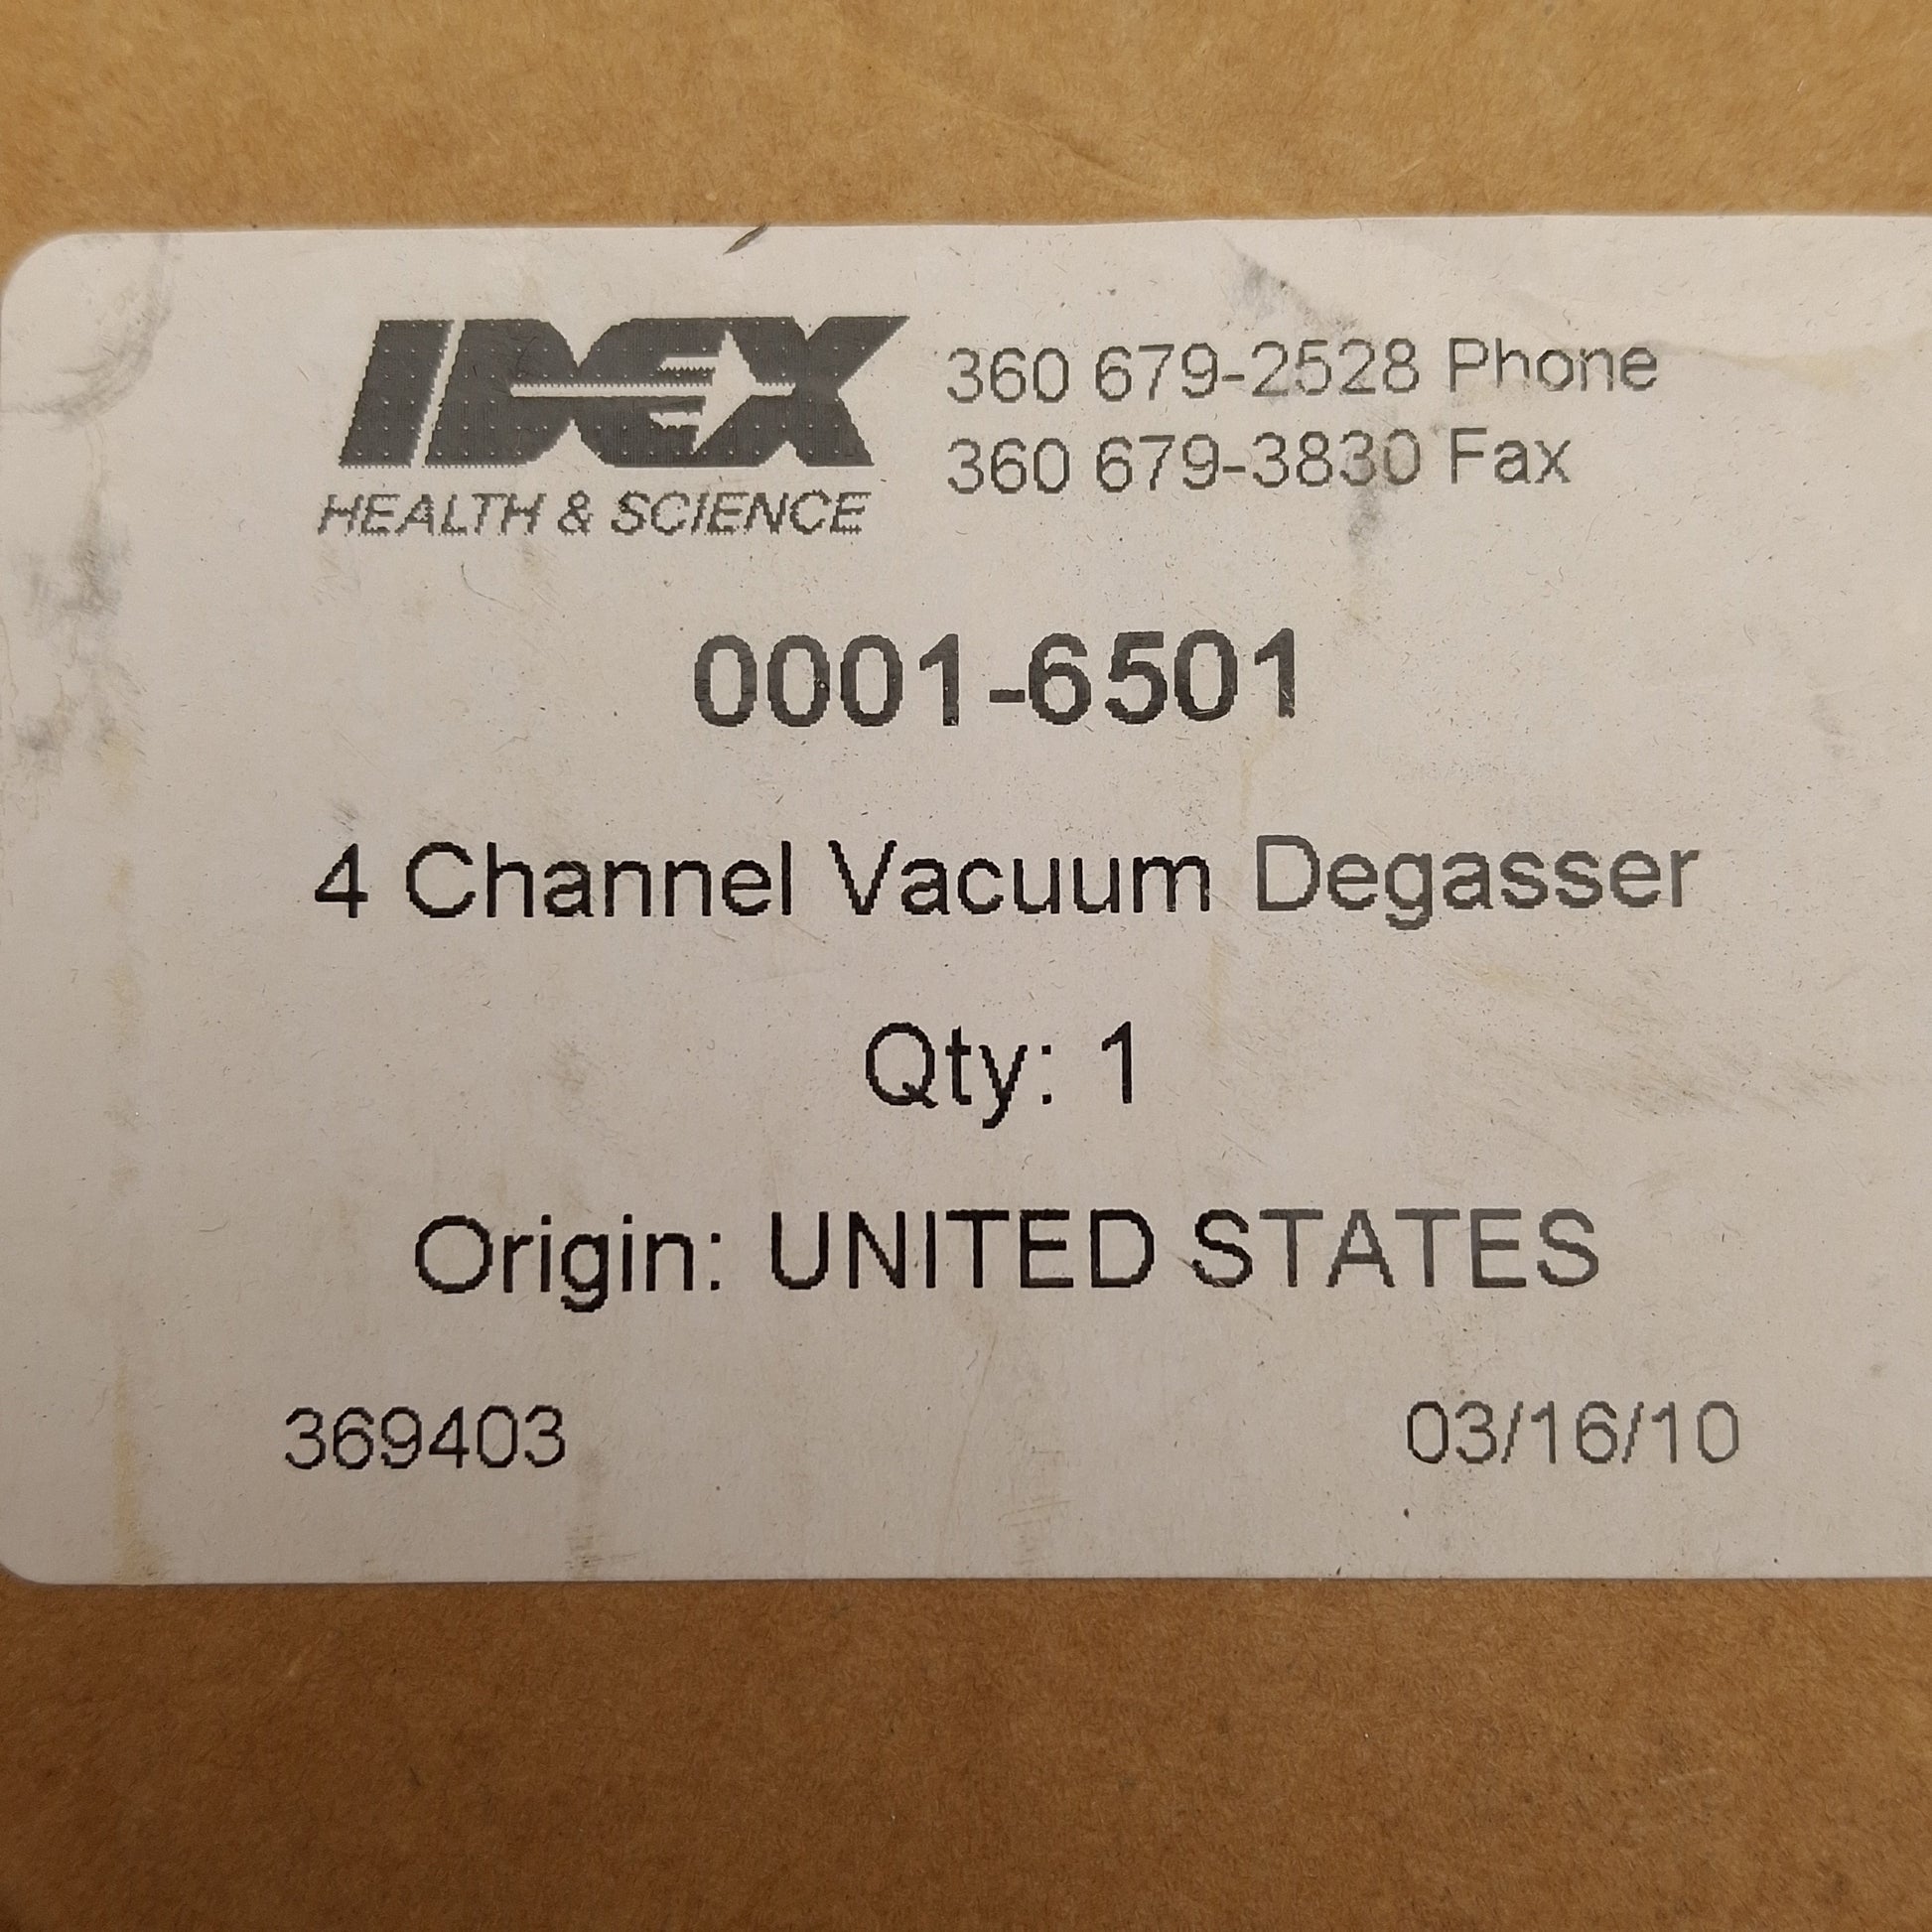 IDEX
HEALTH & SCIENCE
360 679-2528 Phone
360 679-3830 Fax
0001-6501
4 Channel Vacuum Degasser
Qty: 1
Origin: UNITED STATES
369403
03/16/10